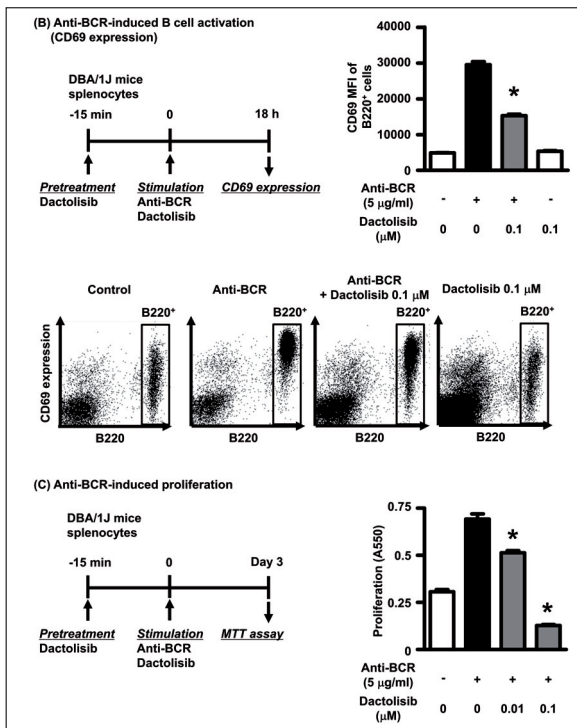 (B) Anti-BCR-induced B cell activation
(CD69 expression)
DBA/1J mice
splenocytes
-15 min 0 18 h
Pretreatment Stimulation CD69 expression
Dactolisib Anti-BCR
Dactolisib
CD69 MFI of
B220+ cells
40000
30000
20000
10000
0
*
Anti-BCR
(5 μg/ml) - + + -
Dactolisib
(μM) 0 0 0.1 0.1
Control Anti-BCR Anti-BCR
+ Dactolisib 0.1 μM Dactolisib 0.1 μM
B220+ B220+ B220+ B220+
CD69 expression
B220 B220 B220 B220
(C) Anti-BCR-induced proliferation
DBA/1J mice
splenocytes
-15 min 0 Day 3
Pretreatment Stimulation MTT assay
Dactolisib Anti-BCR
Dactolisib
Proliferation (A550)
0.75
0.5
0.25
0
*
*
Anti-BCR
(5 μg/ml) - + + +
Dactolisib
(μM) 0 0 0.01 0.1